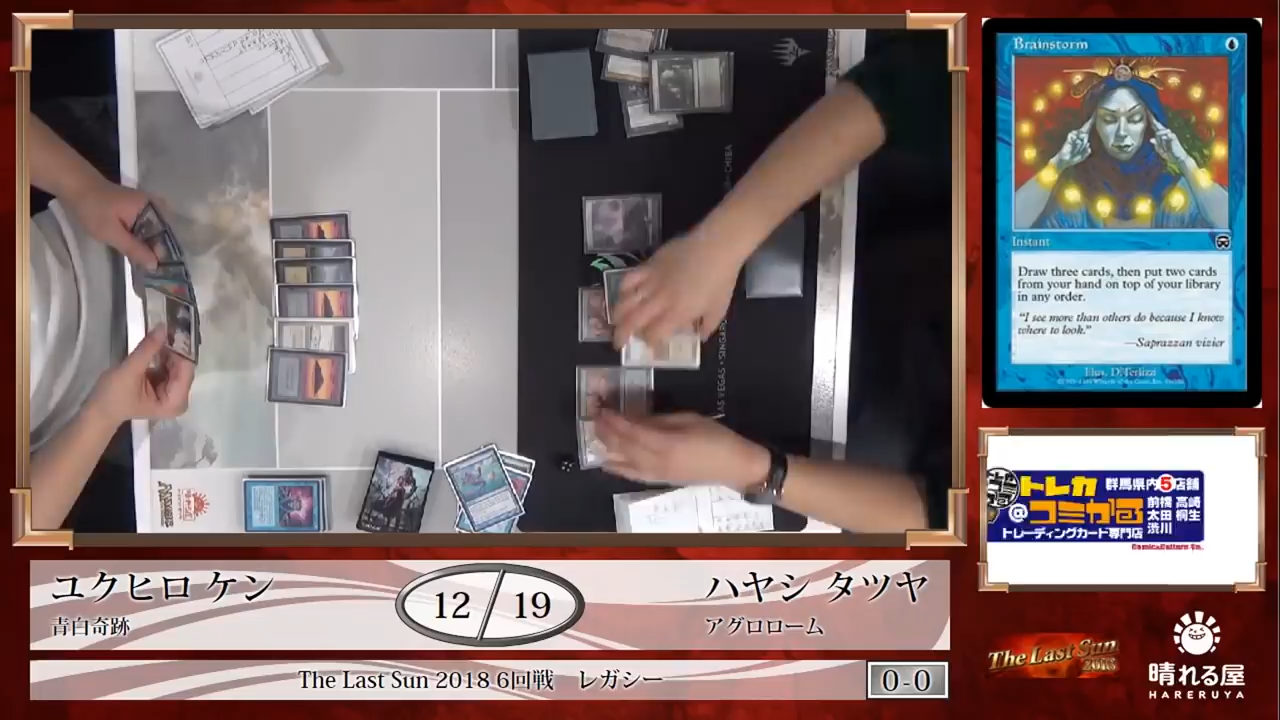 Brainstorm
Instant
Draw three cards, then put two cards
from your hand on top of your library
in any order.
“I see more than others do because I know
where to look.”
—Saprazzan vizier
Illus. D'Terlizzi
トレカ
@コミかる
群馬県内5店舗
前橋 高崎
太田 桐生
渋川
トレーディングカード専門店
ユクヒロ ケン
青白奇跡
12 / 19
ハヤシ タツヤ
アグロローム
The Last Sun 2018 6回戦 レガシー
0-0
The Last Sun
2018
晴れる屋
HARERUYA